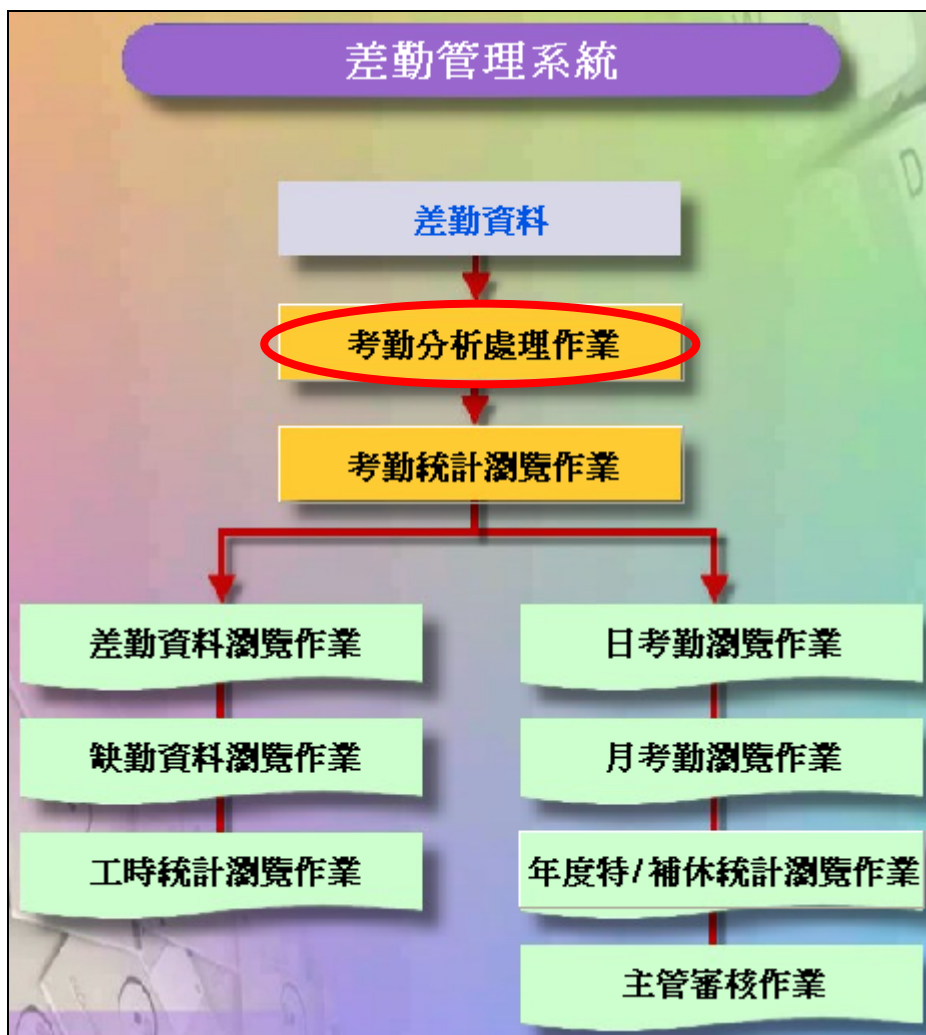 差勤管理系統
差勤資料
考勤分析處理作業
考勤統計瀏覽作業
差勤資料瀏覽作業
缺勤資料瀏覽作業
工時統計瀏覽作業
日考勤瀏覽作業
月考勤瀏覽作業
年度特/補休統計瀏覽作業
主管審核作業
D